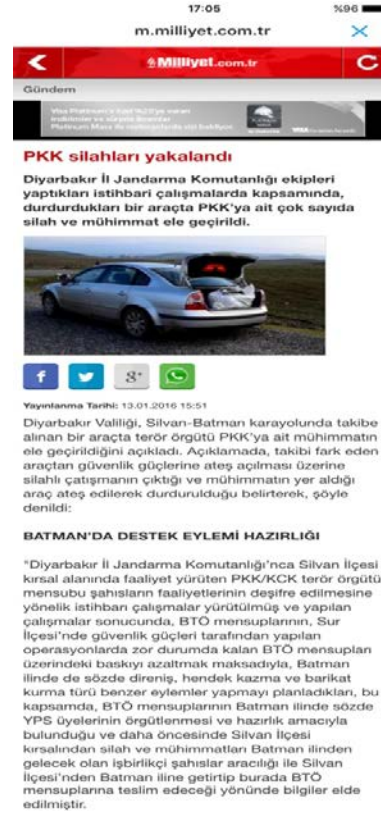 17:05
%96
m.milliyet.com.tr
Milliyet.com.tr
Gündem
PKK silahları yakalandı
Diyarbakır İl Jandarma Komutanlığı ekipleri
yaptıkları istihbari çalışmalarda kapsamında,
durdurdukları bir araçta PKK'ya ait çok sayıda
silah ve mühimmat ele geçirildi.
f
g+
Yayınlanma Tarihi: 13.01.2016 15:51
Diyarbakır Valiliği, Silvan-Batman karayolunda takibe
alınan bir araçta terör örgütü PKK'ya ait mühimmatın
ele geçirildiğini açıkladı. Açıklamada, takibi fark eden
araçtan güvenlik güçlerine ateş açılması üzerine
silahlı çatışmanın çıktığı ve mühimmatın yer aldığı
araç ateş edilerek durdurulduğu belirterek, şöyle
denildi:
BATMAN'DA DESTEK EYLEMİ HAZIRLIĞI
"Diyarbakır İl Jandarma Komutanlığı'nca Silvan İlçesi
kırsal alanında faaliyet yürüten PKK/KCK terör örgütü
mensubu şahısların faaliyetlerinin deşifre edilmesine
yönelik istihbarı çalışmalar yürütülmüş ve yapılan
çalışmalar sonucunda, BTÖ mensuplarının, Sur
İlçesi'nde güvenlik güçleri tarafından yapılan
operasyonlarda zor durumda kalan BTÖ mensupları
üzerindeki baskıyı azaltmak maksadıyla, Batman
ilinde de sözde direniş, hendek kazma ve barikat
kurma türü benzer eylemler yapmayı planladıkları, bu
kapsamda, BTÖ mensuplarının Batman ilinde sözde
YPS üyelerinin örgütlenmesi ve hazırlık amacıyla
bulunduğu ve daha öncesinde Silvan İlçesi
kırsalından silah ve mühimmatları Batman ilinden
gelecek olan işbirlikçi şahıslar aracılığı ile Silvan
İlçesi'nden Batman iline getirtip burada BTÖ
mensuplarına teslim edeceği yönünde bilgiler elde
edilmiştir.